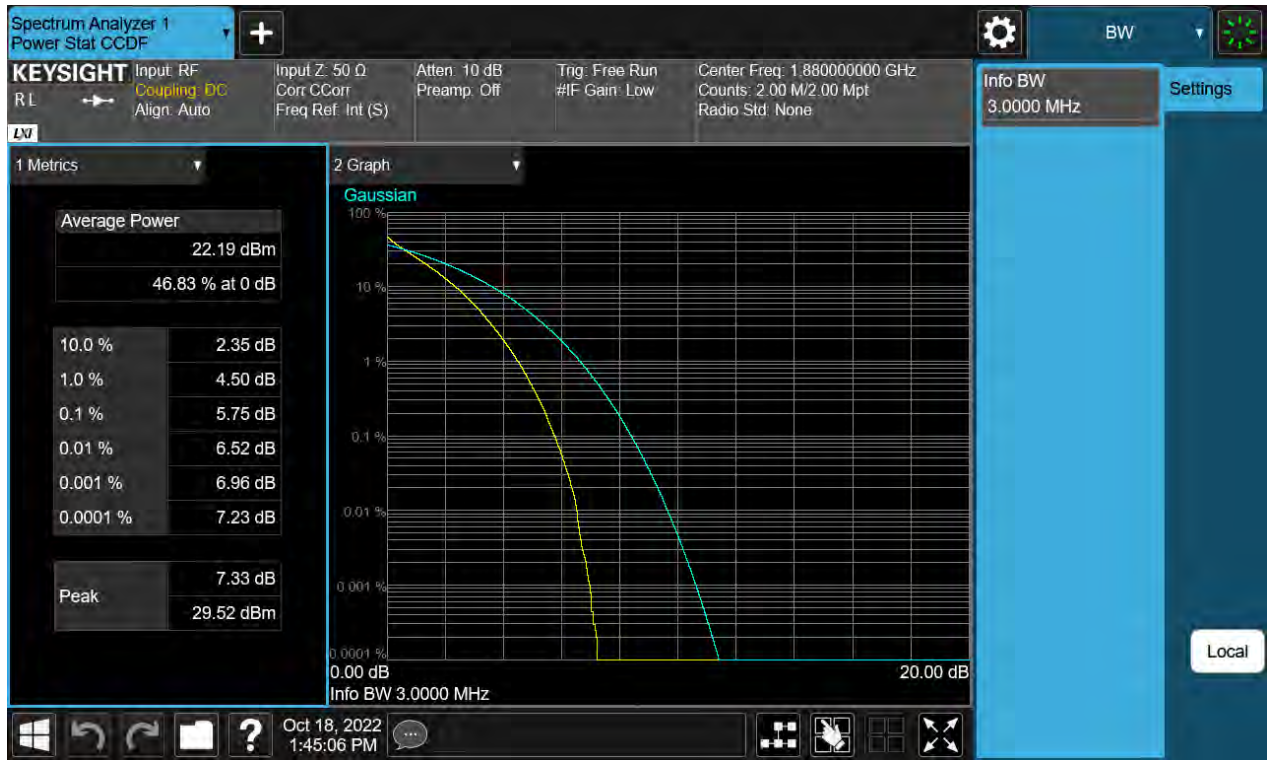 Spectrum Analyzer 1
Power Stat CCDF
+
BW
KEYSIGHT
RL
LXI
Input: RF
Coupling: DC
Align: Auto
Input Z: 50 Ω
Corr CCorr
Freq Ref: Int (S)
Atten: 10 dB
Preamp: Off
Trig: Free Run
#IF Gain: Low
Center Freq: 1.880000000 GHz
Counts: 2.00 M/2.00 Mpt
Radio Std: None
Info BW
3.0000 MHz
Settings
1 Metrics
Average Power
22.19 dBm
46.83 % at 0 dB
10.0 % 2.35 dB
1.0 % 4.50 dB
0.1 % 5.75 dB
0.01 % 6.52 dB
0.001 % 6.96 dB
0.0001 % 7.23 dB
Peak
7.33 dB
29.52 dBm
2 Graph
Gaussian
100 %
10 %
1 %
0.1 %
0.01 %
0.001 %
0.0001 %
0.00 dB 20.00 dB
Info BW 3.0000 MHz
Local
?
Oct 18, 2022
1:45:06 PM